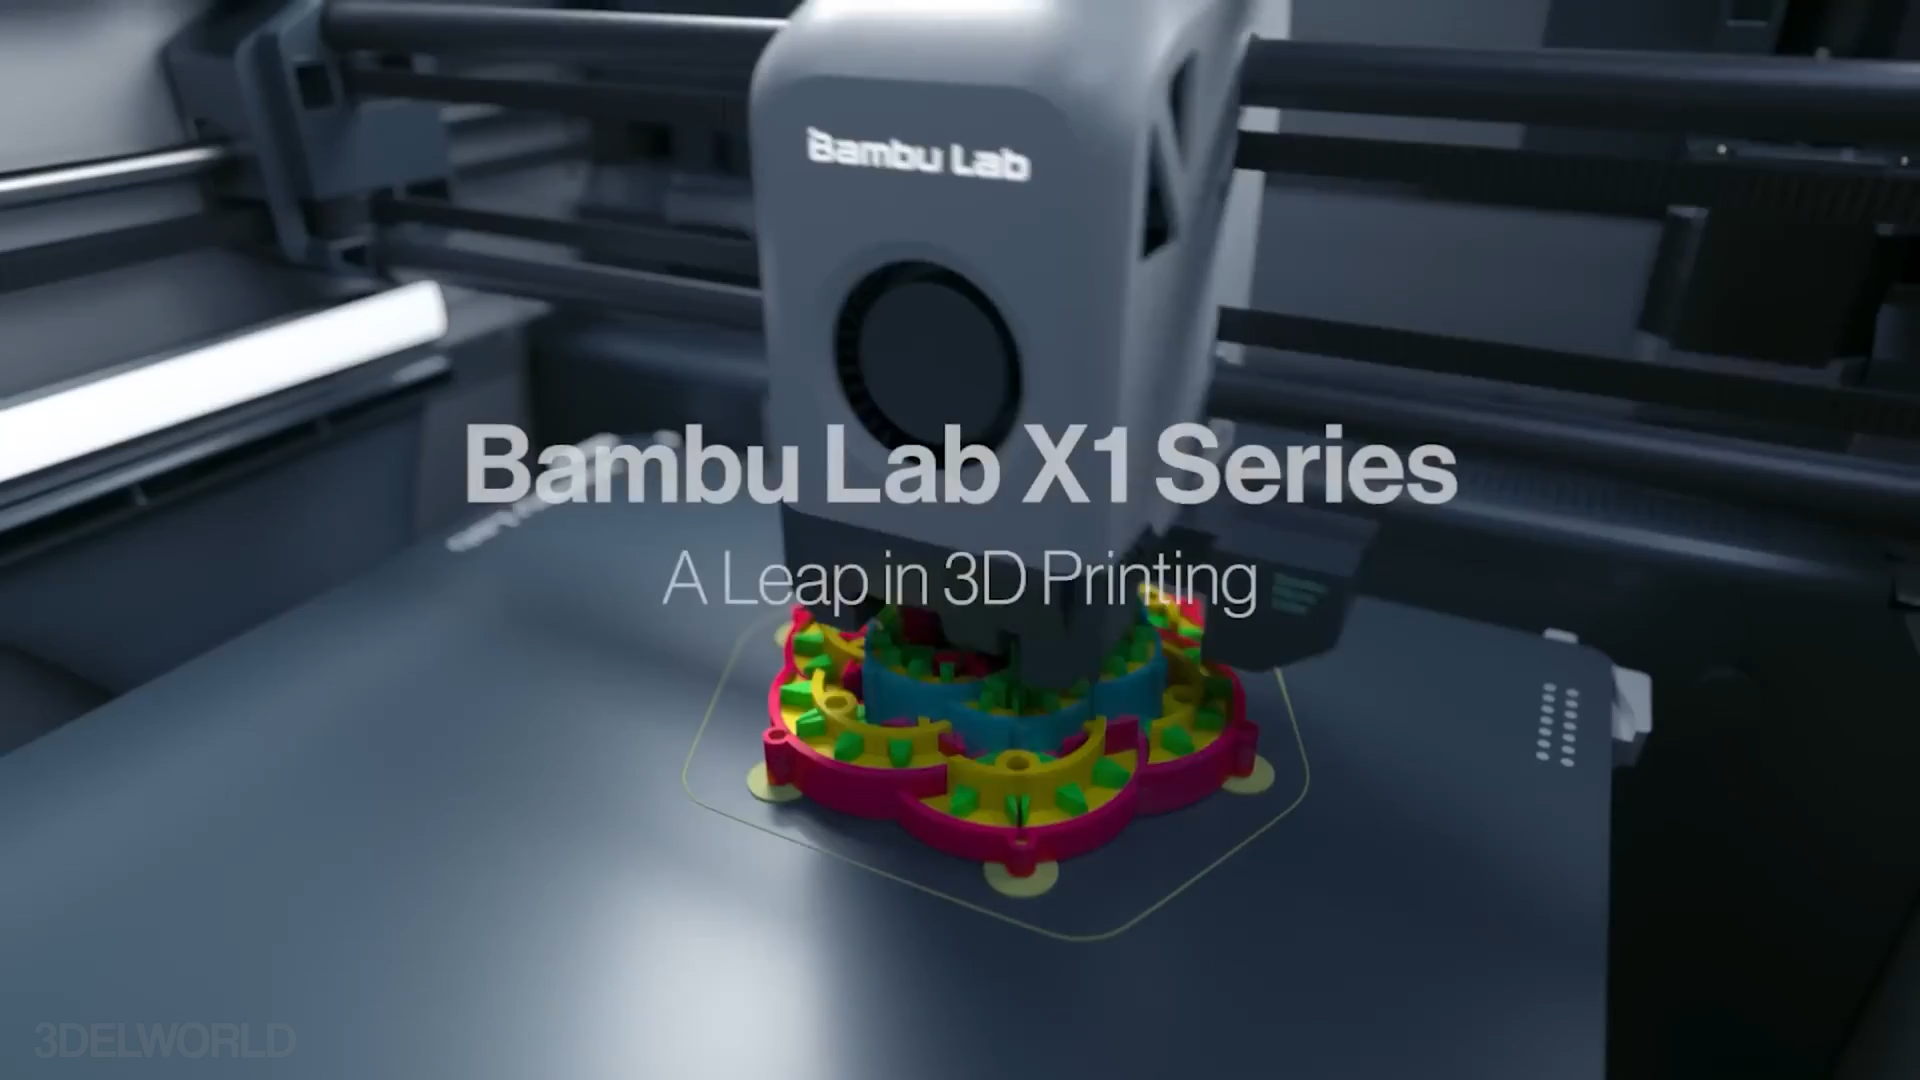 Bambu Lab
Bambu Lab X1 Series
A Leap in 3D Printing
3DELWORLD